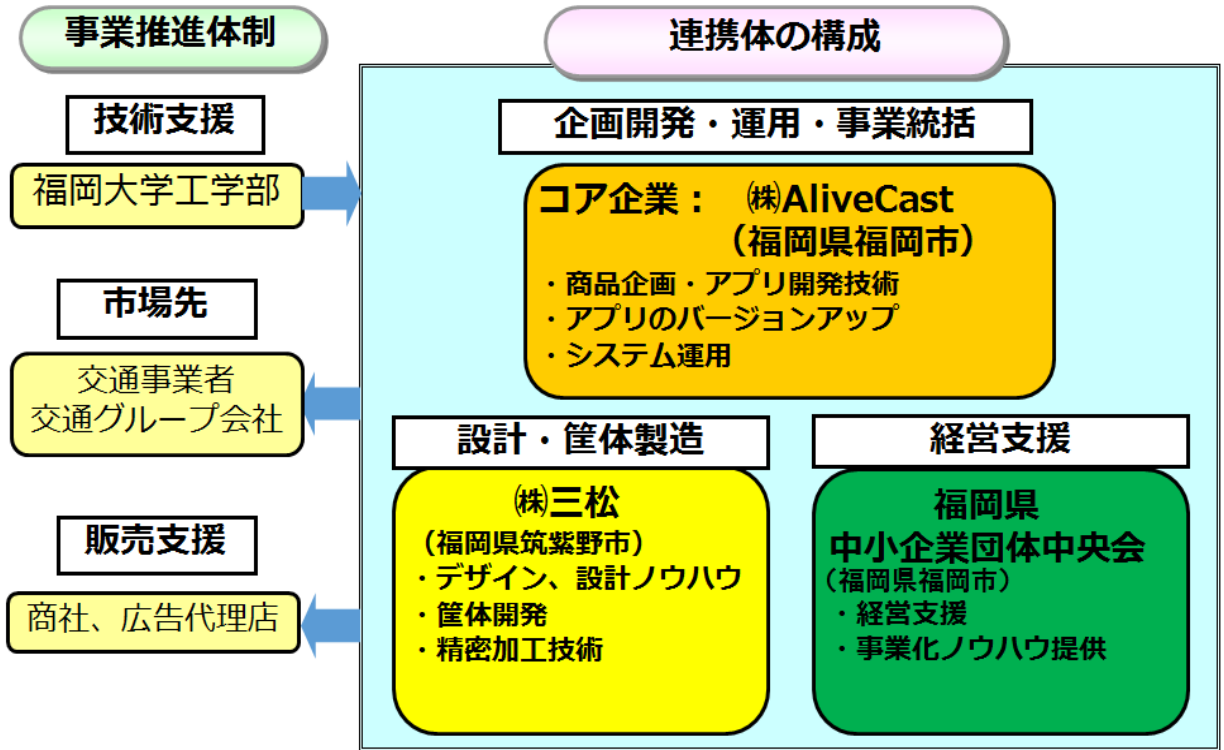 事業推進体制
技術支援
福岡大学工学部
市場先
交通事業者
交通グループ会社
販売支援
商社、広告代理店
連携体の構成
企画開発・運用・事業統括
コア企業： ㈱AliveCast
（福岡県福岡市）
・商品企画・アプリ開発技術
・アプリのバージョンアップ
・システム運用
設計・筐体製造
㈱三松
（福岡県筑紫野市）
・デザイン、設計ノウハウ
・筐体開発
・精密加工技術
経営支援
福岡県
中小企業団体中央会
（福岡県福岡市）
・経営支援
・事業化ノウハウ提供